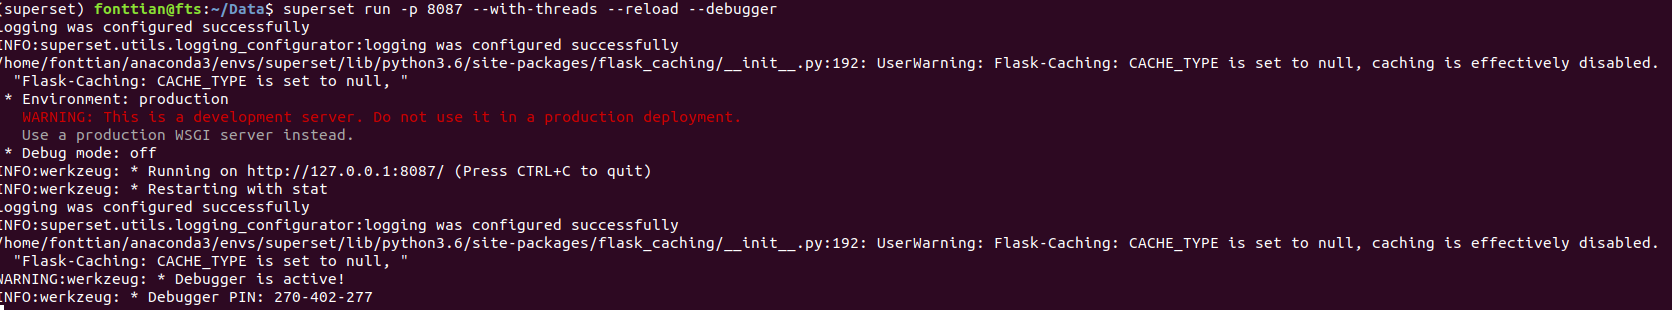 (superset) fonttian@fts:~/Data$ superset run -p 8087 --with-threads --reload --debugger
logging was configured successfully
INFO:superset.utils.logging_configurator:logging was configured successfully
/home/fonttian/anaconda3/envs/superset/lib/python3.6/site-packages/flask_caching/__init__.py:192: UserWarning: Flask-Caching: CACHE_TYPE is set to null, caching is effectively disabled.
  "Flask-Caching: CACHE_TYPE is set to null, "
 * Environment: production
   WARNING: This is a development server. Do not use it in a production deployment.
   Use a production WSGI server instead.
 * Debug mode: off
INFO:werkzeug: * Running on http://127.0.0.1:8087/ (Press CTRL+C to quit)
INFO:werkzeug: * Restarting with stat
logging was configured successfully
INFO:superset.utils.logging_configurator:logging was configured successfully
/home/fonttian/anaconda3/envs/superset/lib/python3.6/site-packages/flask_caching/__init__.py:192: UserWarning: Flask-Caching: CACHE_TYPE is set to null, caching is effectively disabled.
  "Flask-Caching: CACHE_TYPE is set to null, "
WARNING:werkzeug: * Debugger is active!
INFO:werkzeug: * Debugger PIN: 270-402-277